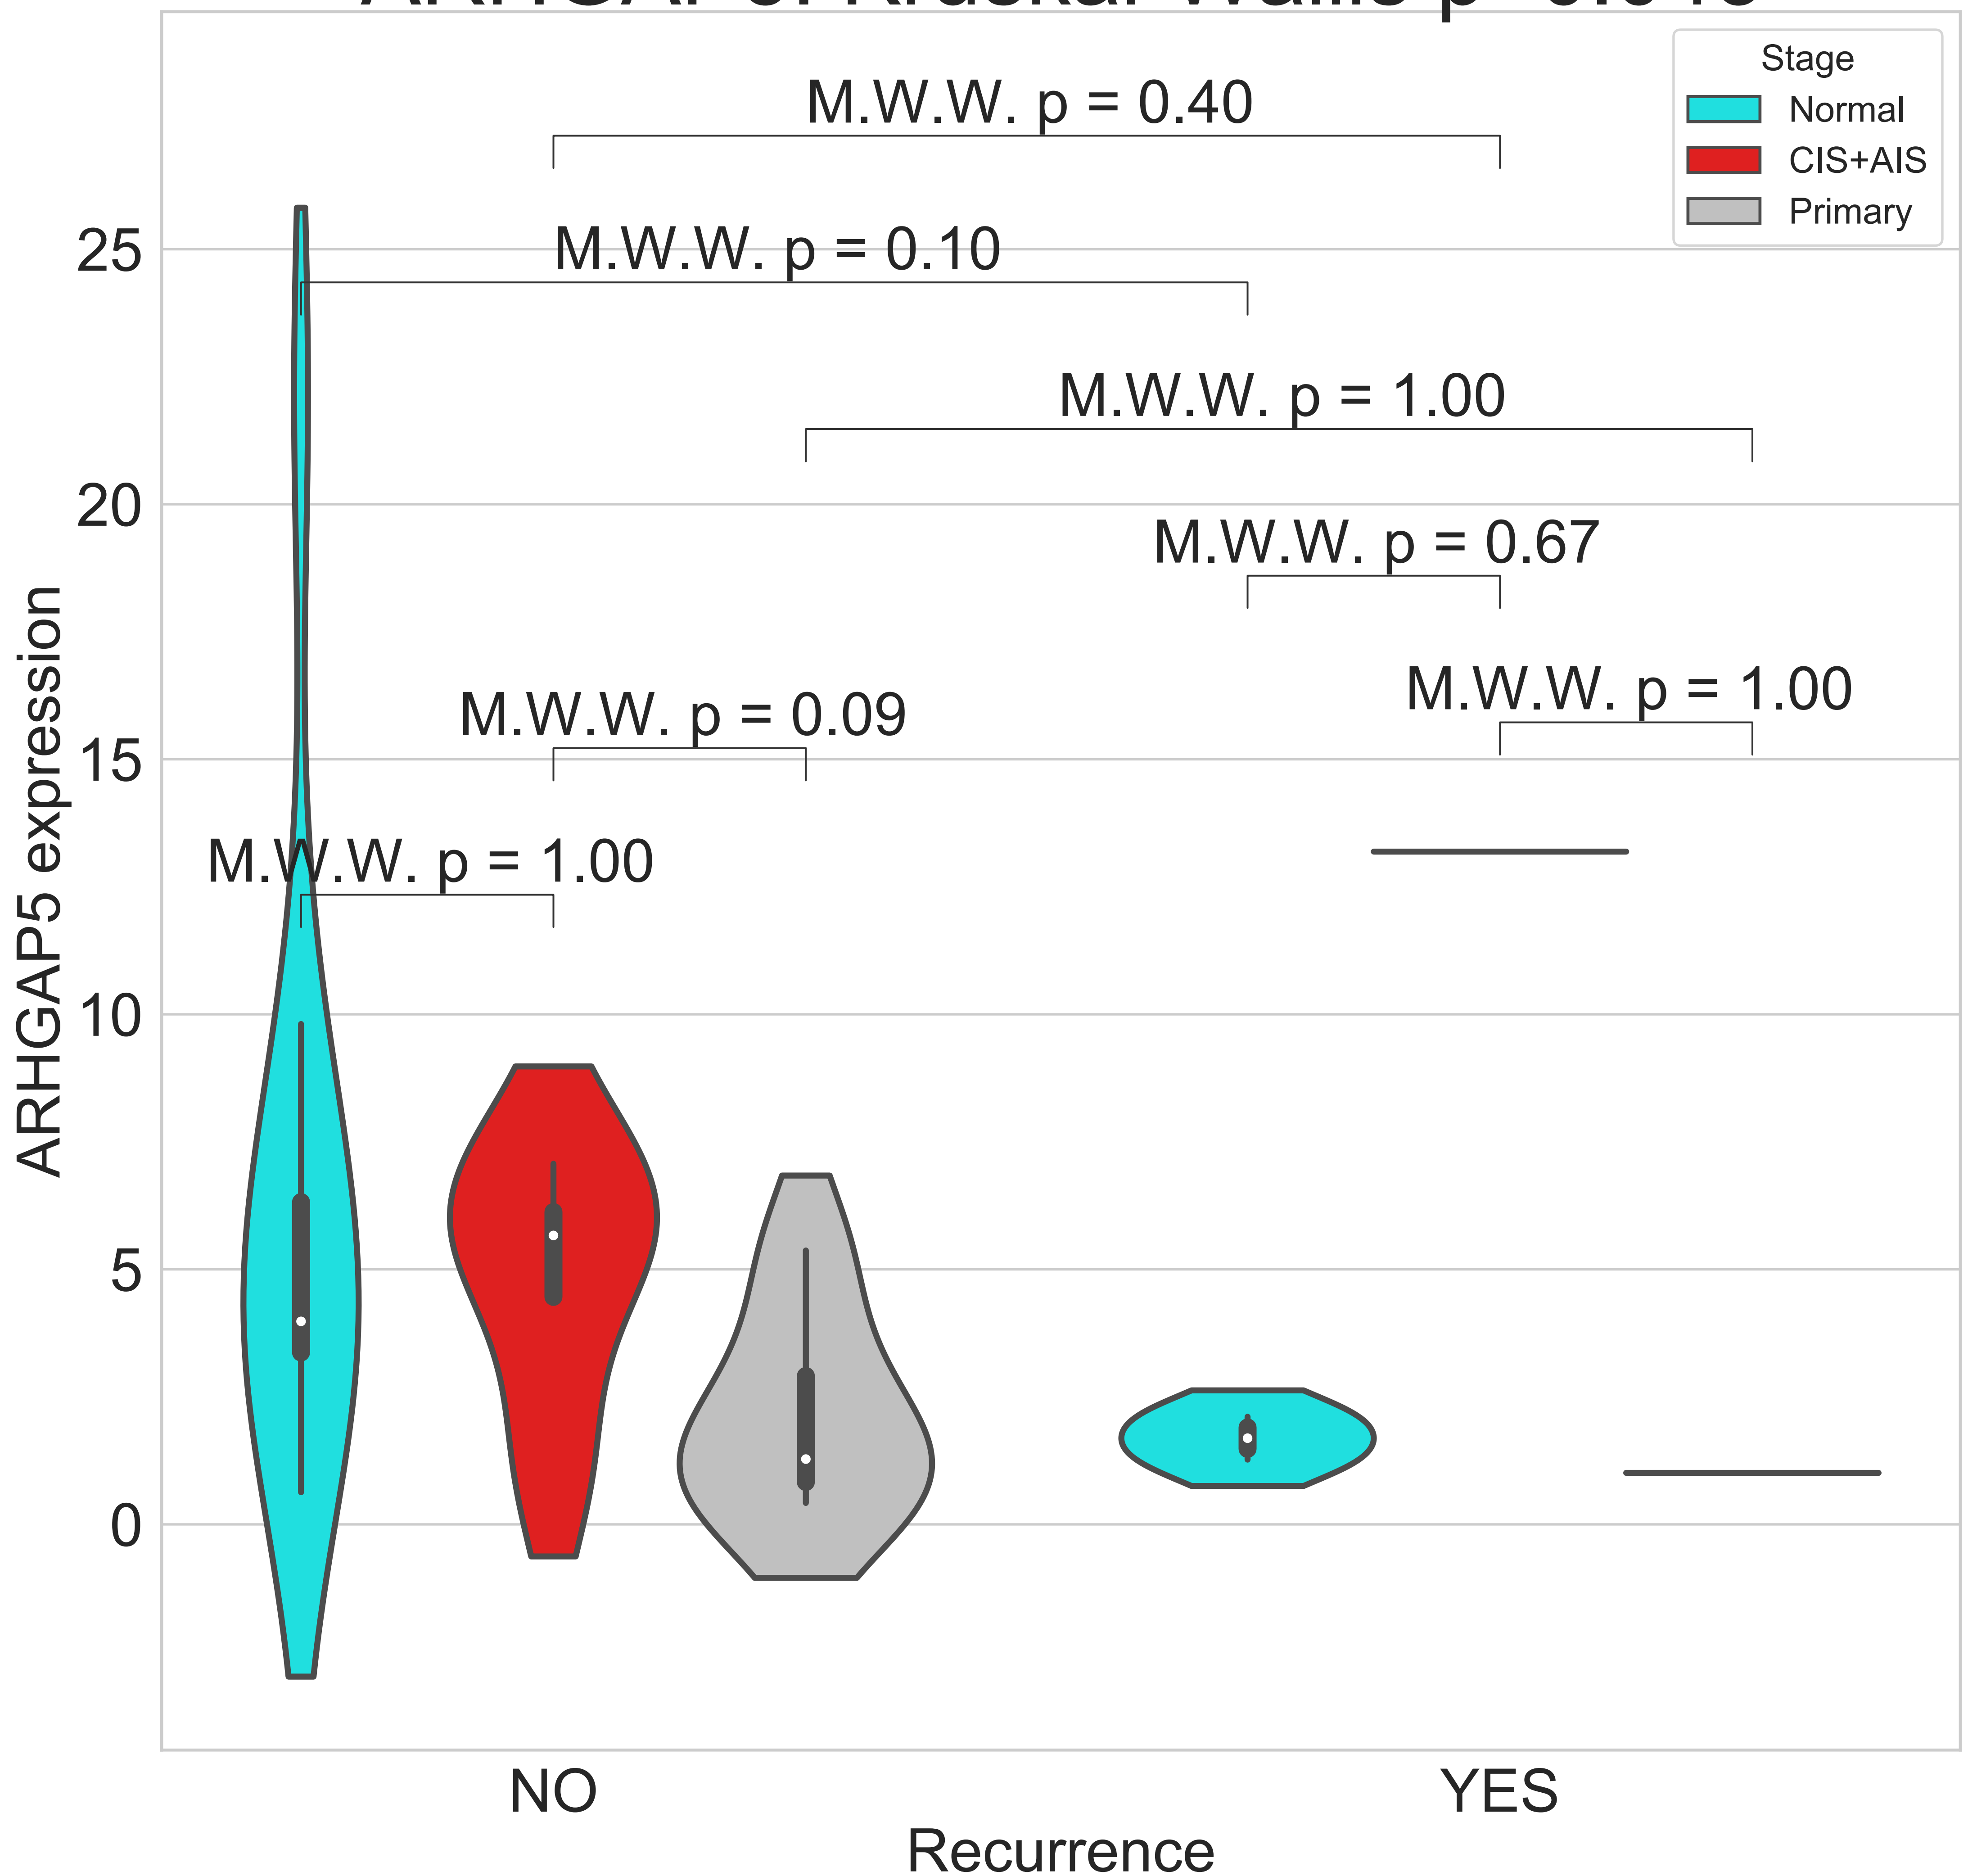 Stage
Normal
CIS+AIS
Primary
M.W.W. p = 0.40
M.W.W. p = 0.10
M.W.W. p = 1.00
M.W.W. p = 0.67
M.W.W. p = 1.00
M.W.W. p = 0.09
M.W.W. p = 1.00
25
20
15
10
5
0
ARHGAP5 expression
NO
YES
Recurrence